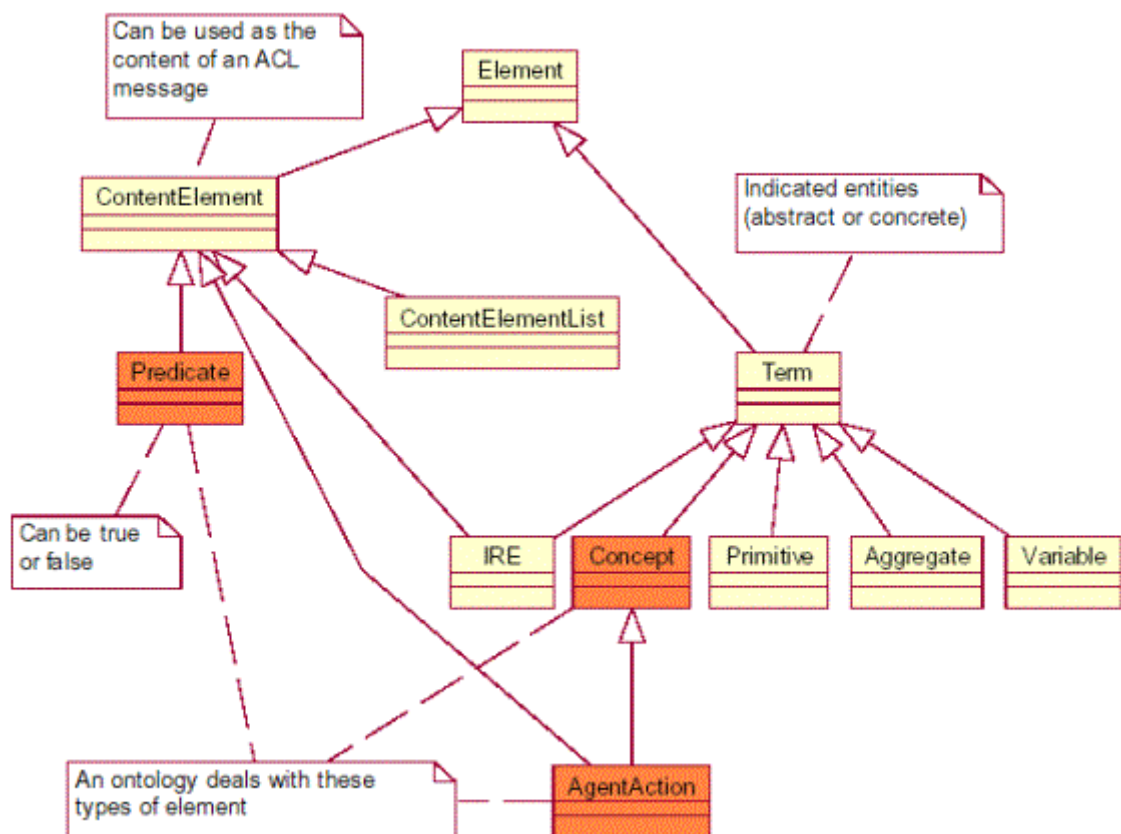 Can be used as the
content of an ACL
message
Element
ContentElement
Indicated entities
(abstract or concrete)
ContentElementList
Predicate
Term
Can be true
or false
IRE
Concept
Primitive
Aggregate
Variable
An ontology deals with these
types of element
AgentAction